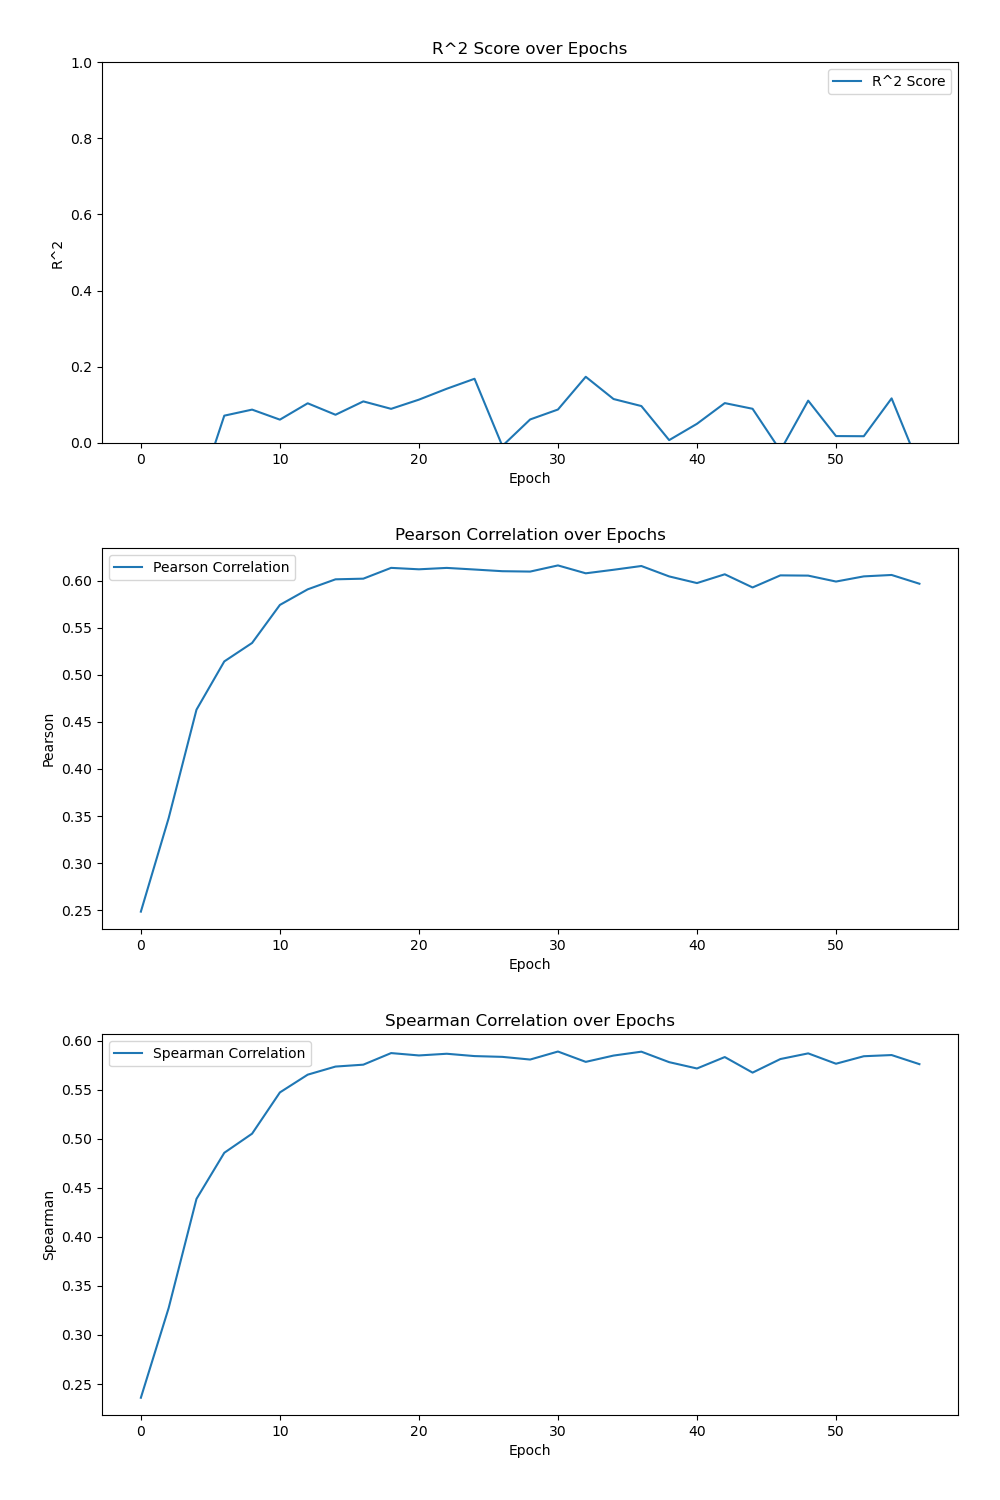 R^2 Score over Epochs
R^2 Score
1.0
0.8
0.6
0.4
0.2
0.0
R^2
0 10 20 30 40 50
Epoch
Pearson Correlation over Epochs
Pearson Correlation
0.60
0.55
0.50
0.45
0.40
0.35
0.30
0.25
Pearson
0 10 20 30 40 50
Epoch
Spearman Correlation over Epochs
Spearman Correlation
0.60
0.55
0.50
0.45
0.40
0.35
0.30
0.25
Spearman
0 10 20 30 40 50
Epoch